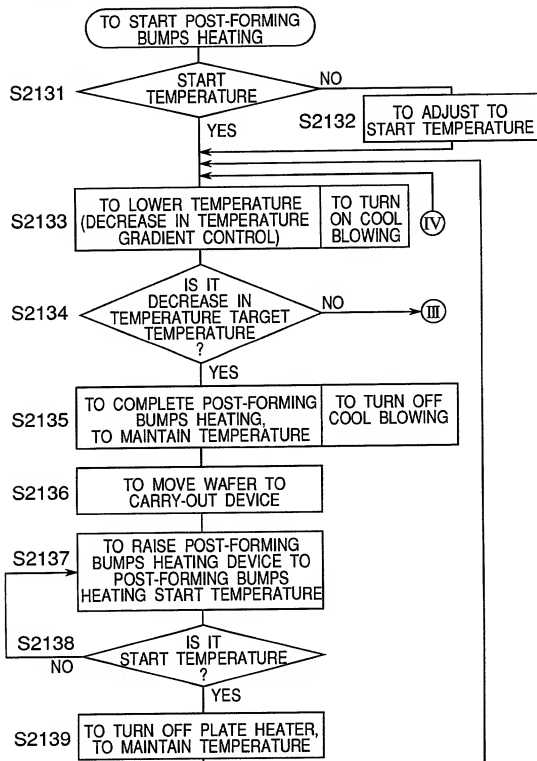 TO START POST-FORMING
BUMPS HEATING
S2131
START
TEMPERATURE
NO
YES
S2132
TO ADJUST TO
START TEMPERATURE
S2133
TO LOWER TEMPERATURE
(DECREASE IN TEMPERATURE
GRADIENT CONTROL)
TO TURN
ON COOL
BLOWING
IV
S2134
IS IT
DECREASE IN
TEMPERATURE TARGET
TEMPERATURE
?
NO
III
YES
S2135
TO COMPLETE POST-FORMING
BUMPS HEATING,
TO MAINTAIN TEMPERATURE
TO TURN OFF
COOL BLOWING
S2136
TO MOVE WAFER TO
CARRY-OUT DEVICE
S2137
TO RAISE POST-FORMING
BUMPS HEATING DEVICE TO
POST-FORMING BUMPS
HEATING START TEMPERATURE
S2138
NO
IS IT
START TEMPERATURE
?
YES
S2139
TO TURN OFF PLATE HEATER,
TO MAINTAIN TEMPERATURE